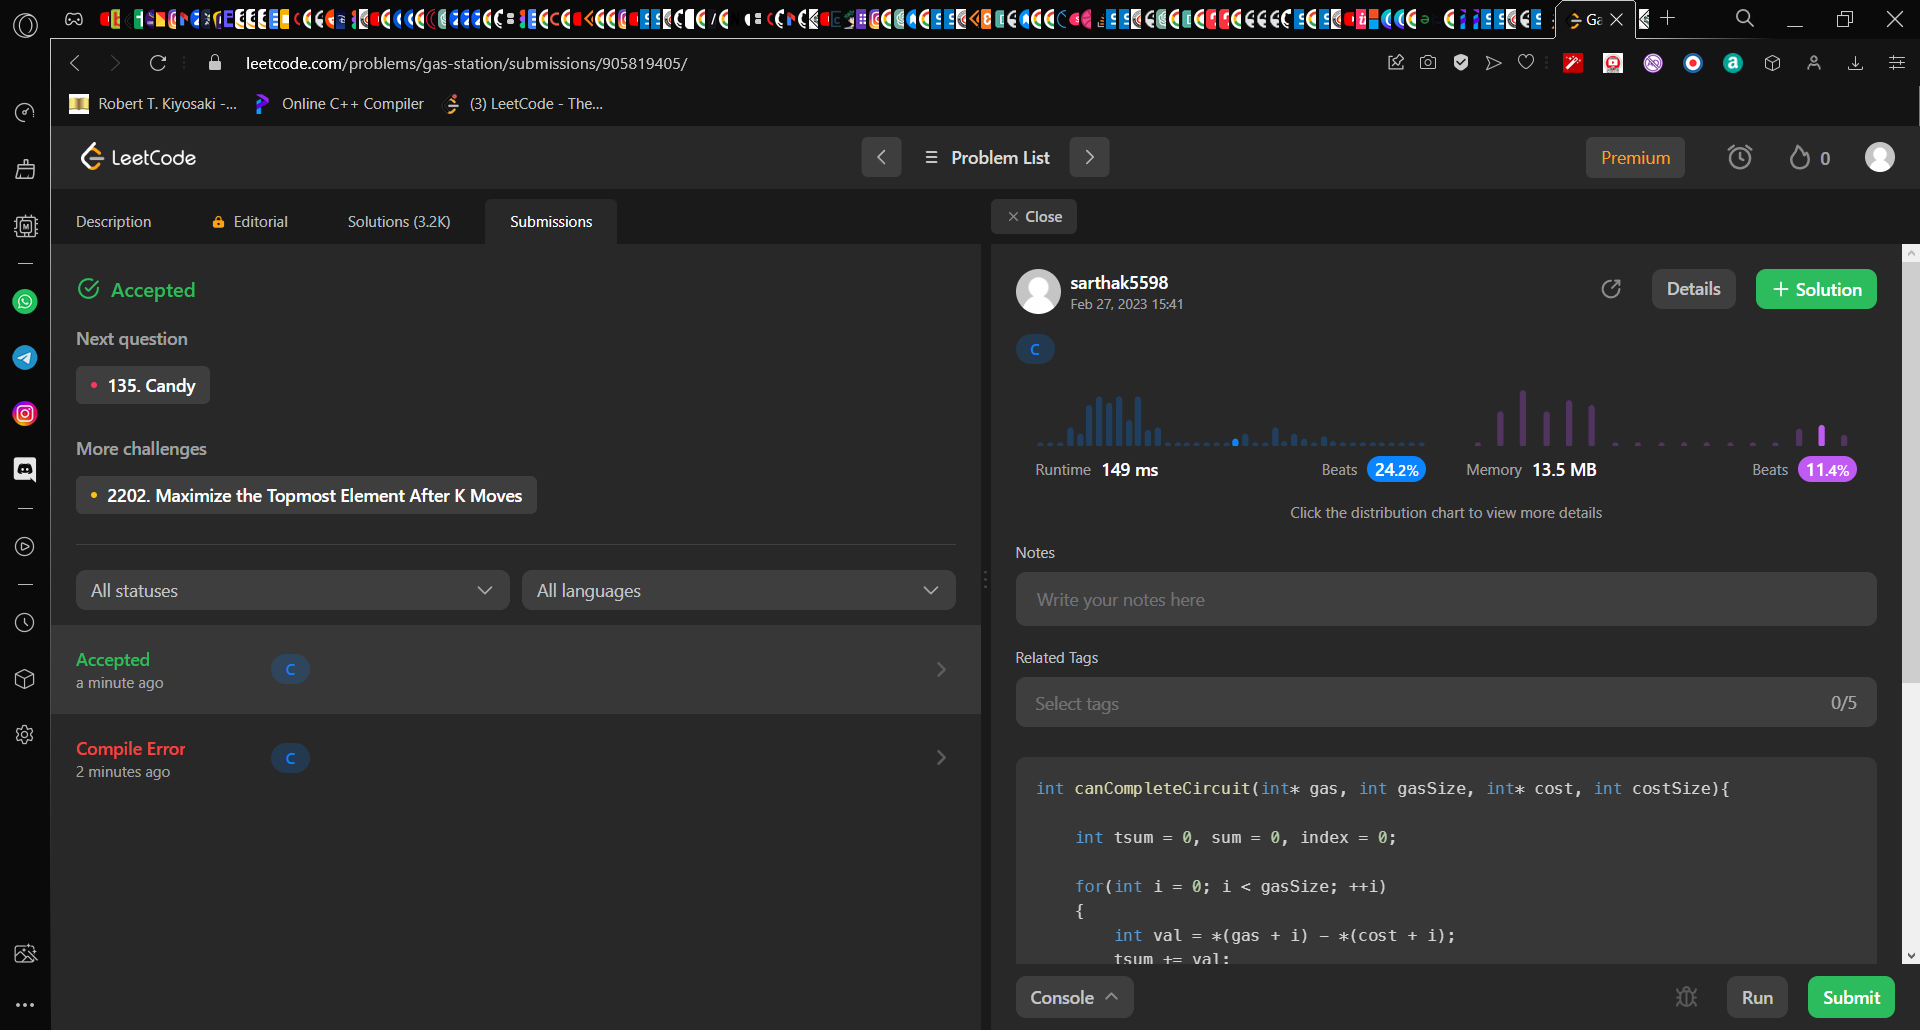 Ga
leetcode.com/problems/gas-station/submissions/905819405/
Robert T. Kiyosaki -...
Online C++ Compiler
(3) LeetCode - The...
LeetCode
Problem List
Premium
0
Description
Editorial
Solutions (3.2K)
Submissions
Close
Accepted
Next question
135. Candy
More challenges
2202. Maximize the Topmost Element After K Moves
All statuses
All languages
Accepted
a minute ago
C
Compile Error
2 minutes ago
C
sarthak5598
Feb 27, 2023 15:41
Details
+ Solution
C
Runtime 149 ms
Beats 24.2%
Memory 13.5 MB
Beats 11.4%
Click the distribution chart to view more details
Notes
Write your notes here
Related Tags
Select tags
0/5
int canCompleteCircuit(int* gas, int gasSize, int* cost, int costSize){
int tsum = 0, sum = 0, index = 0;
for(int i = 0; i < gasSize; ++i)
{
int val = *(gas + i) - *(cost + i);
tsum += val;
Console
Run
Submit